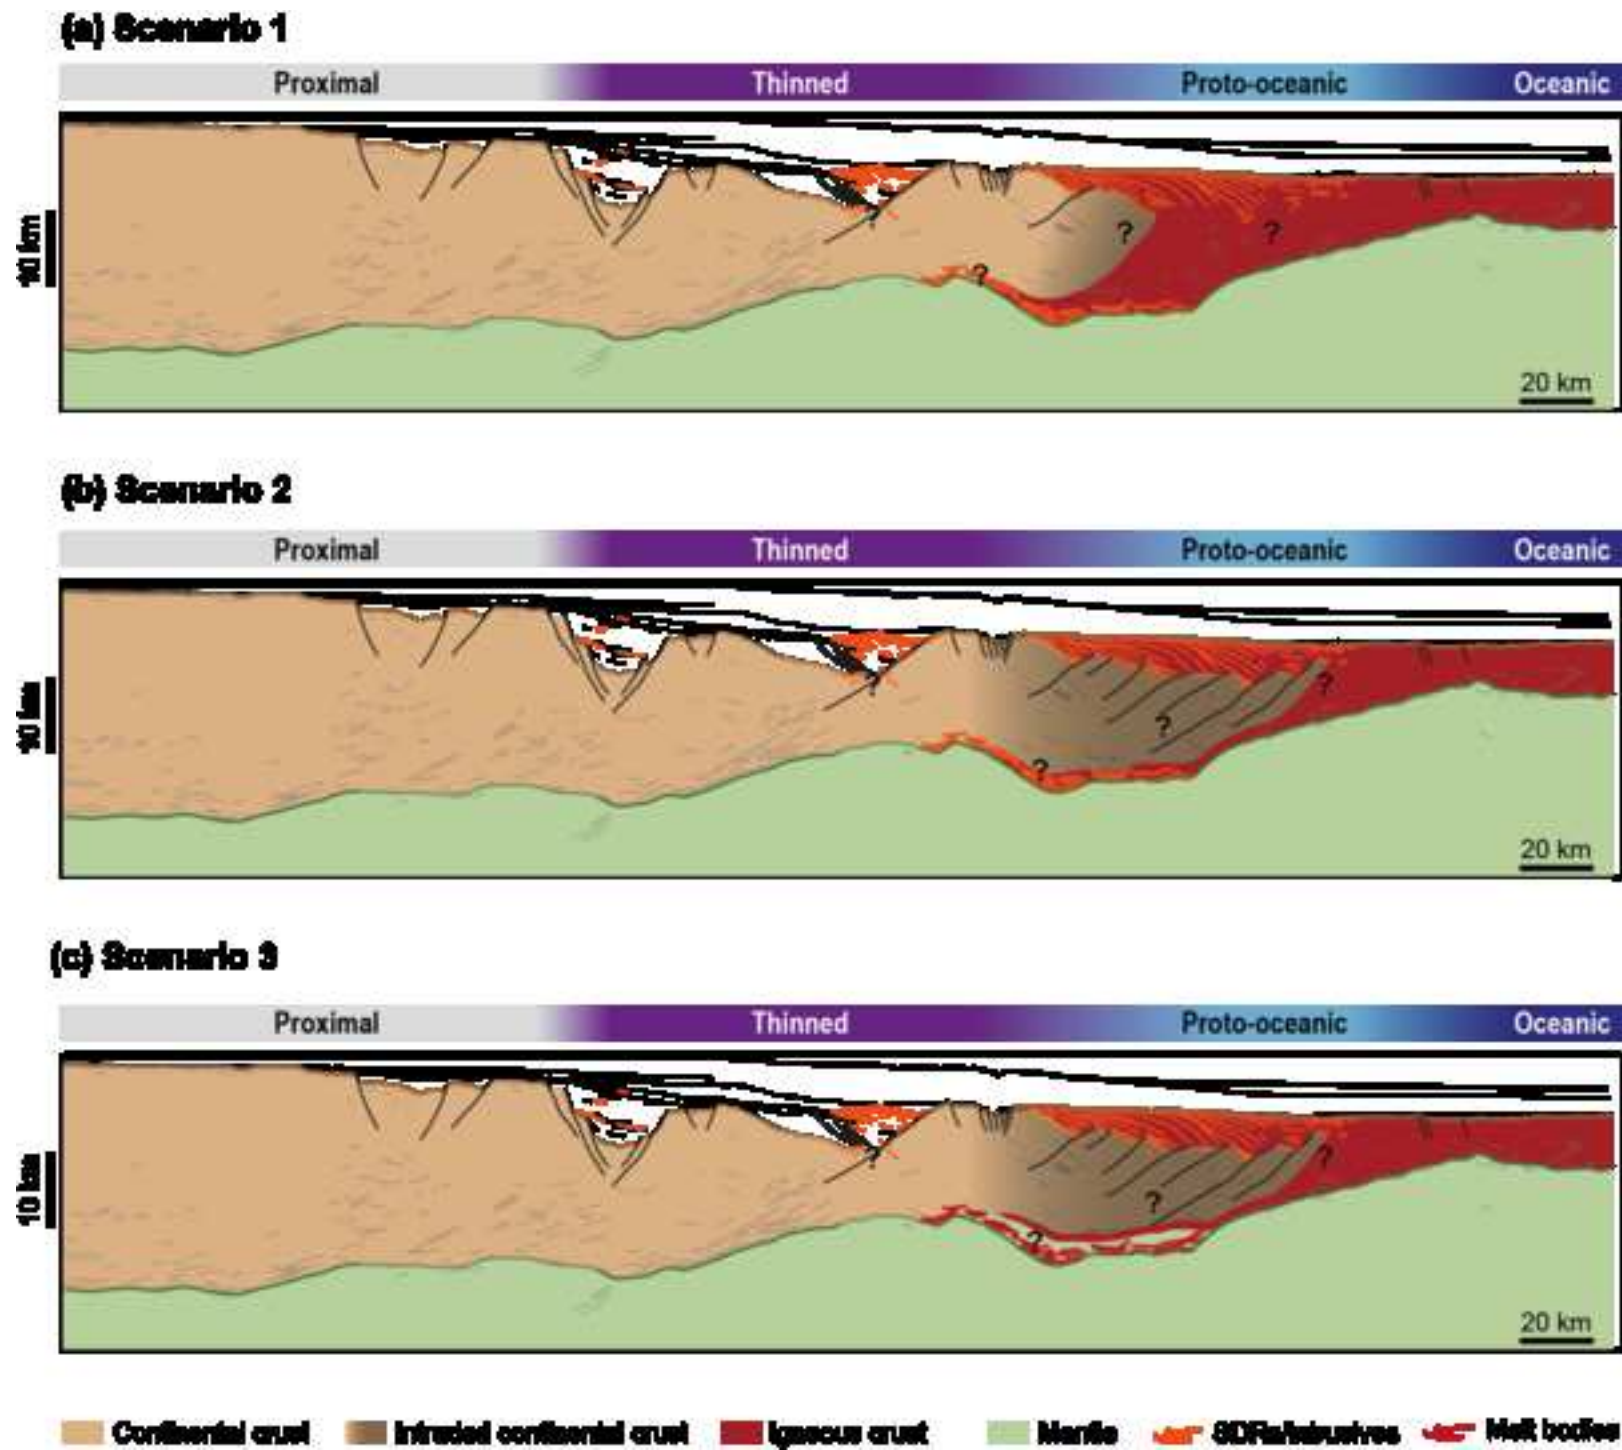 (a) Scenario 1
Proximal Thinned Proto-oceanic Oceanic
10 km
?
?
?
?
20 km
(b) Scenario 2
Proximal Thinned Proto-oceanic Oceanic
10 km
?
?
?
?
20 km
(c) Scenario 3
Proximal Thinned Proto-oceanic Oceanic
10 km
?
?
?
?
20 km
Continental crust Intruded continental crust Igneous crust Mantle SDRs/intrusives Melt bodies